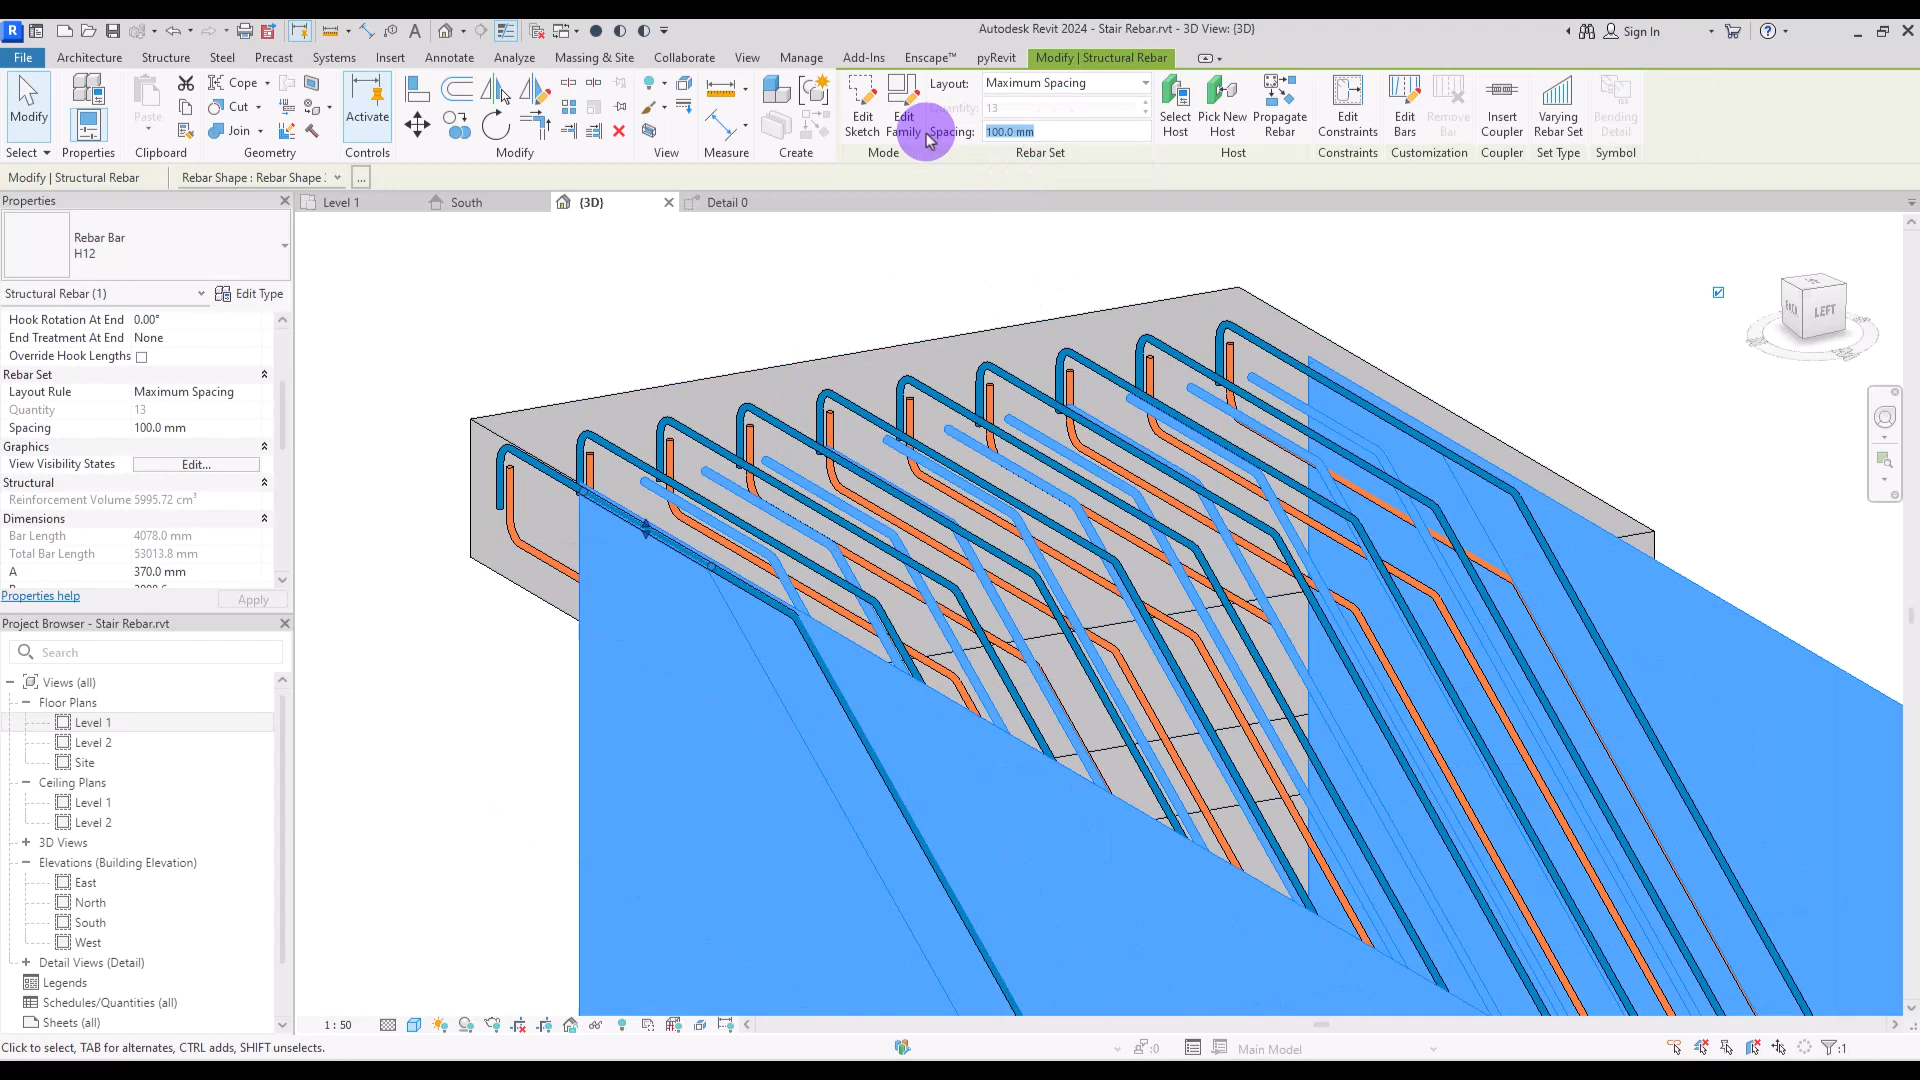 Autodesk Revit 2024 - Stair Rebar.rvt - 3D View: {3D}
Sign In
File Architecture Structure Steel Precast Systems Insert Annotate Analyze Massing & Site Collaborate View Manage Add-Ins Enscape™ pyRevit Modify | Structural Rebar
Modify
Paste
Cope
Cut
Join
Activate
Edit Sketch
Edit Family
Layout: Maximum Spacing
Quantity: 13
Spacing: 100.0 mm
Select Host
Pick New Host
Propagate Rebar
Edit Constraints
Edit Bars
Remove Bar
Insert Coupler
Varying Rebar Set
Bending Detail
Select Properties Clipboard Geometry Controls Modify View Measure Create Mode Rebar Set Host Constraints Customization Coupler Set Type Symbol
Modify | Structural Rebar Rebar Shape : Rebar Shape
Properties
Level 1 South {3D} Detail 0
Rebar Bar
H12
Structural Rebar (1) Edit Type
Hook Rotation At End 0.00°
End Treatment At End None
Override Hook Lengths
Rebar Set
Layout Rule Maximum Spacing
Quantity 13
Spacing 100.0 mm
Graphics
View Visibility States Edit...
Structural
Reinforcement Volume 5995.72 cm³
Dimensions
Bar Length 4078.0 mm
Total Bar Length 53013.8 mm
A 370.0 mm
Properties help Apply
Project Browser - Stair Rebar.rvt
Search
Views (all)
Floor Plans
Level 1
Level 2
Site
Ceiling Plans
Level 1
Level 2
3D Views
Elevations (Building Elevation)
East
North
South
West
Detail Views (Detail)
Legends
Schedules/Quantities (all)
Sheets (all)
BACK LEFT
1 : 50
Click to select, TAB for alternates, CTRL adds, SHIFT unselects.
:0 Main Model :1